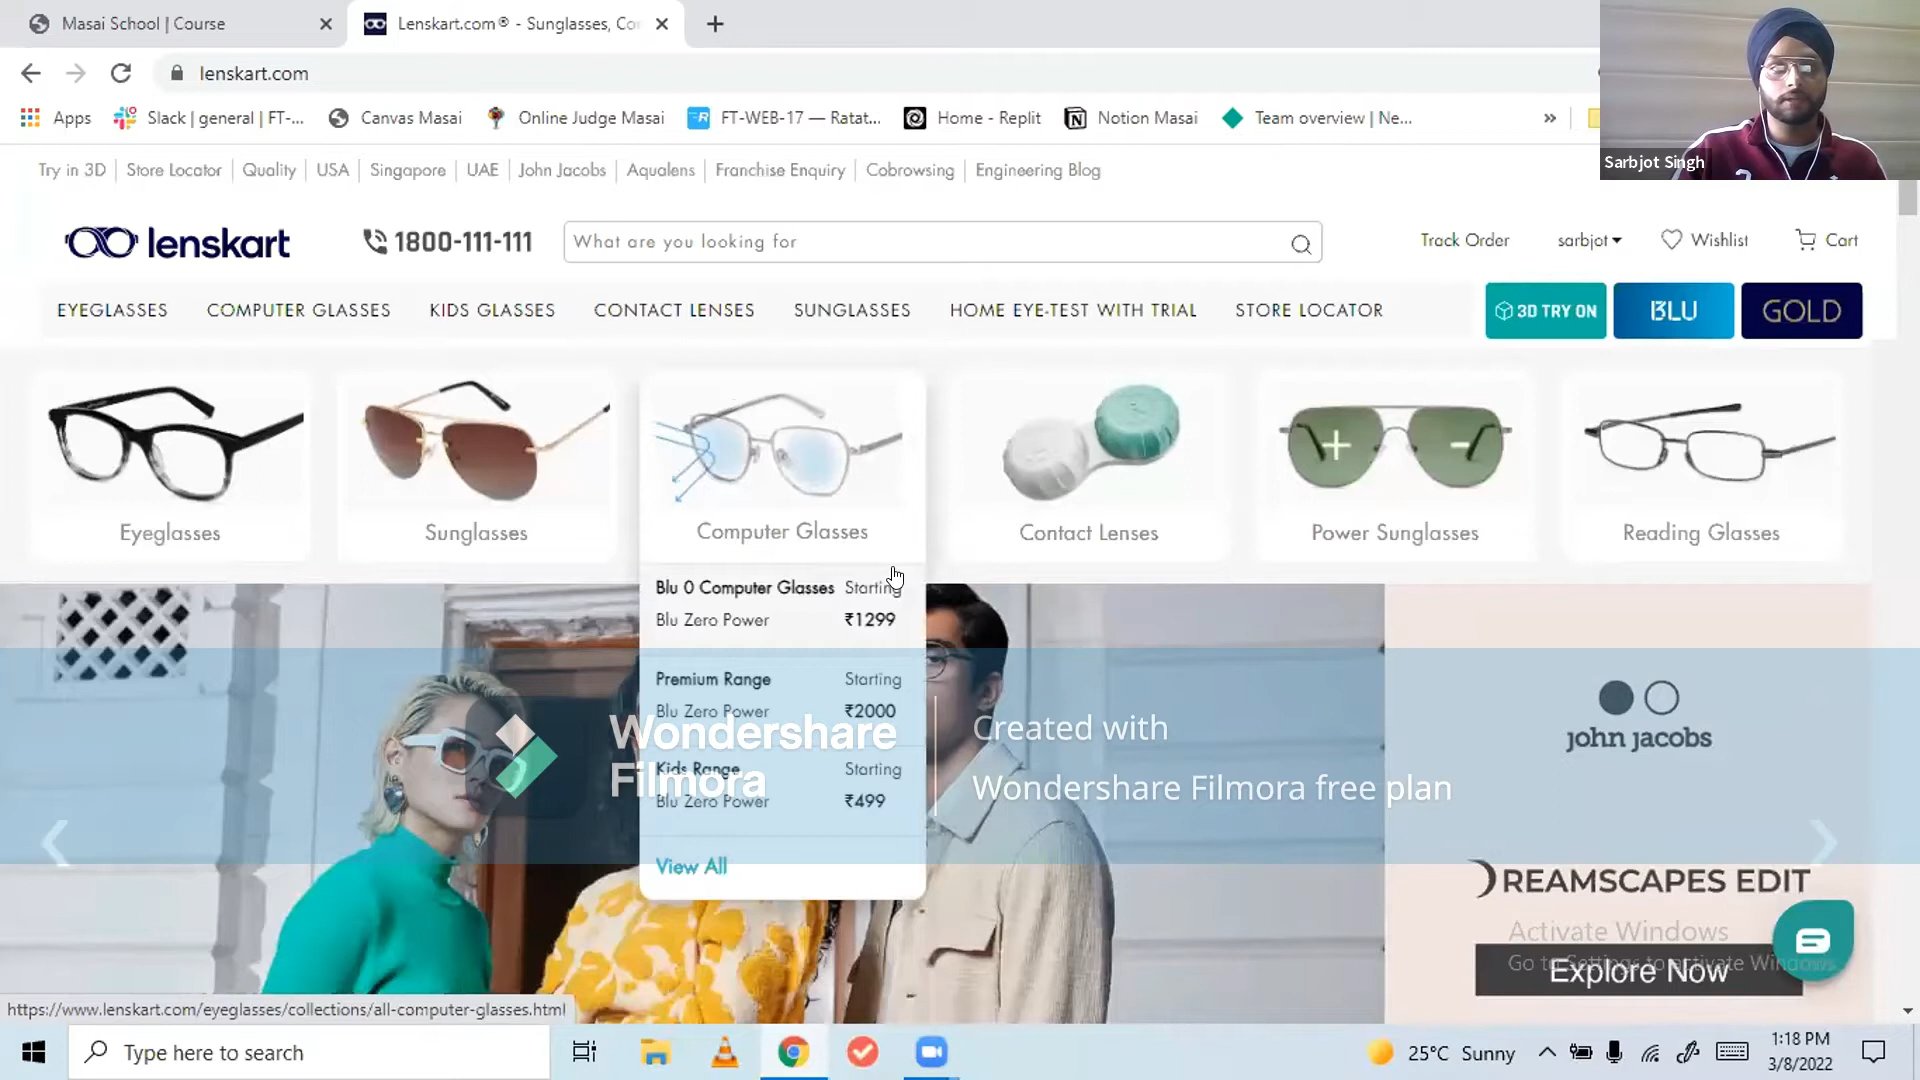 Masai School | Course
Lenskart.com® - Sunglasses, Co
lenskart.com
Apps
Slack | general | FT-...
Canvas Masai
Online Judge Masai
FT-WEB-17 — Ratat...
Home - Replit
Notion Masai
Team overview | Ne...
»
Sarbjot Singh
Try in 3D | Store Locator | Quality | USA | Singapore | UAE | John Jacobs | Aqualens | Franchise Enquiry | Cobrowsing | Engineering Blog
lenskart
1800-111-111
What are you looking for
Track Order
sarbjot
Wishlist
Cart
EYEGLASSES
COMPUTER GLASSES
KIDS GLASSES
CONTACT LENSES
SUNGLASSES
HOME EYE-TEST WITH TRIAL
STORE LOCATOR
3D TRY ON
BLU
GOLD
Eyeglasses
Sunglasses
Computer Glasses
Contact Lenses
Power Sunglasses
Reading Glasses
Blu 0 Computer Glasses Starting
Blu Zero Power ₹1299
Premium Range Starting
Blu Zero Power ₹2000
Kids Range Starting
Blu Zero Power ₹499
View All
Wondershare
Filmora
Created with
Wondershare Filmora free plan
john jacobs
DREAMSCAPES EDIT
Activate Windows
Go to Settings to activate Windows.
Explore Now
https://www.lenskart.com/eyeglasses/collections/all-computer-glasses.html
Type here to search
25°C Sunny
1:18 PM
3/8/2022